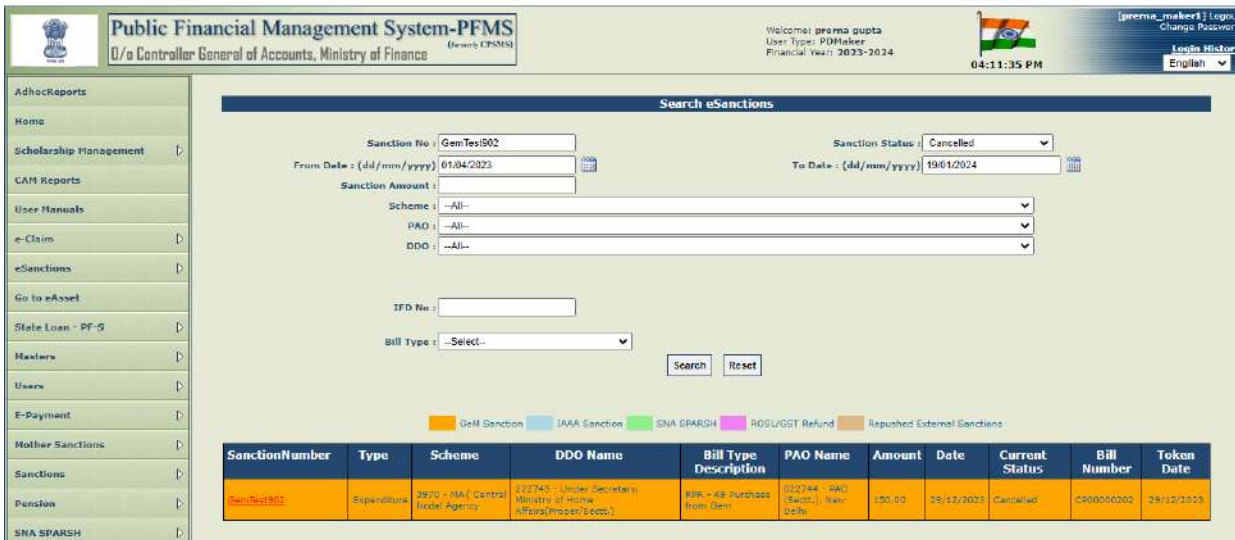 Public Financial Management System-PFMS
(formerly CPSMS)
O/o Controller General of Accounts, Ministry of Finance
Welcome: prerna gupta
User Type: PDMaker
Financial Year: 2023-2024
04:11:35 PM
[prerna_maker1] Logou
Change Passwor
Login Histor
English
AdhocReports
Home
Scholarship Management
CAM Reports
User Manuals
e-Claim
eSanctions
Go to eAsset
State Loan - PF-S
Masters
Users
E-Payment
Mother Sanctions
Sanctions
Pension
SNA SPARSH
Search eSanctions
Sanction No : GemTest902
Sanction Status : Cancelled
From Date : (dd/mm/yyyy) 01/04/2023
To Date : (dd/mm/yyyy) 19/01/2024
Sanction Amount :
Scheme : --All--
PAO : --All--
DDO : --All--
IFD No :
Bill Type : --Select--
Search Reset
GeM Sanction IAAA Sanction SNA SPARSH ROSL/GST Refund Repushed External Sanctions
SanctionNumber Type Scheme DDO Name Bill Type Description PAO Name Amount Date Current Status Bill Number Token Date
GemTest902 Expenditure 3970 - MA( Central Nodel Agency 222745 - Under Secretary, Ministry of Home Affairs(Proper/Sectt.) - 49 Purchase from Gem 022744 - PAO (Sectt.), New Delhi 150.00 29/12/2023 Cancelled CP00000202 29/12/2023